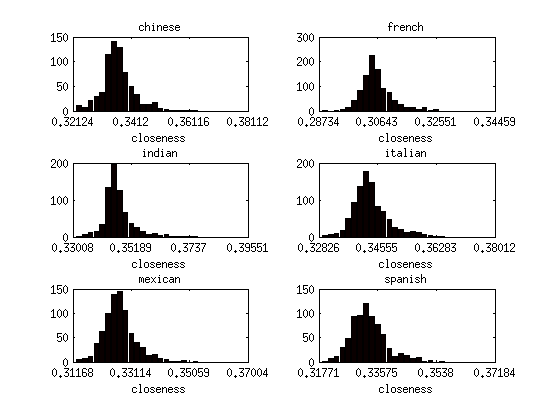 chinese
150
100
50
0
0.32124 0.3412 0.36116 0.38112
closeness
french
300
200
100
0
0.28734 0.30643 0.32551 0.34459
closeness
indian
200
100
0
0.33008 0.35189 0.3737 0.39551
closeness
italian
200
100
0
0.32826 0.34555 0.36283 0.38012
closeness
mexican
150
100
50
0
0.31168 0.33114 0.35059 0.37004
closeness
spanish
150
100
50
0
0.31771 0.33575 0.3538 0.37184
closeness